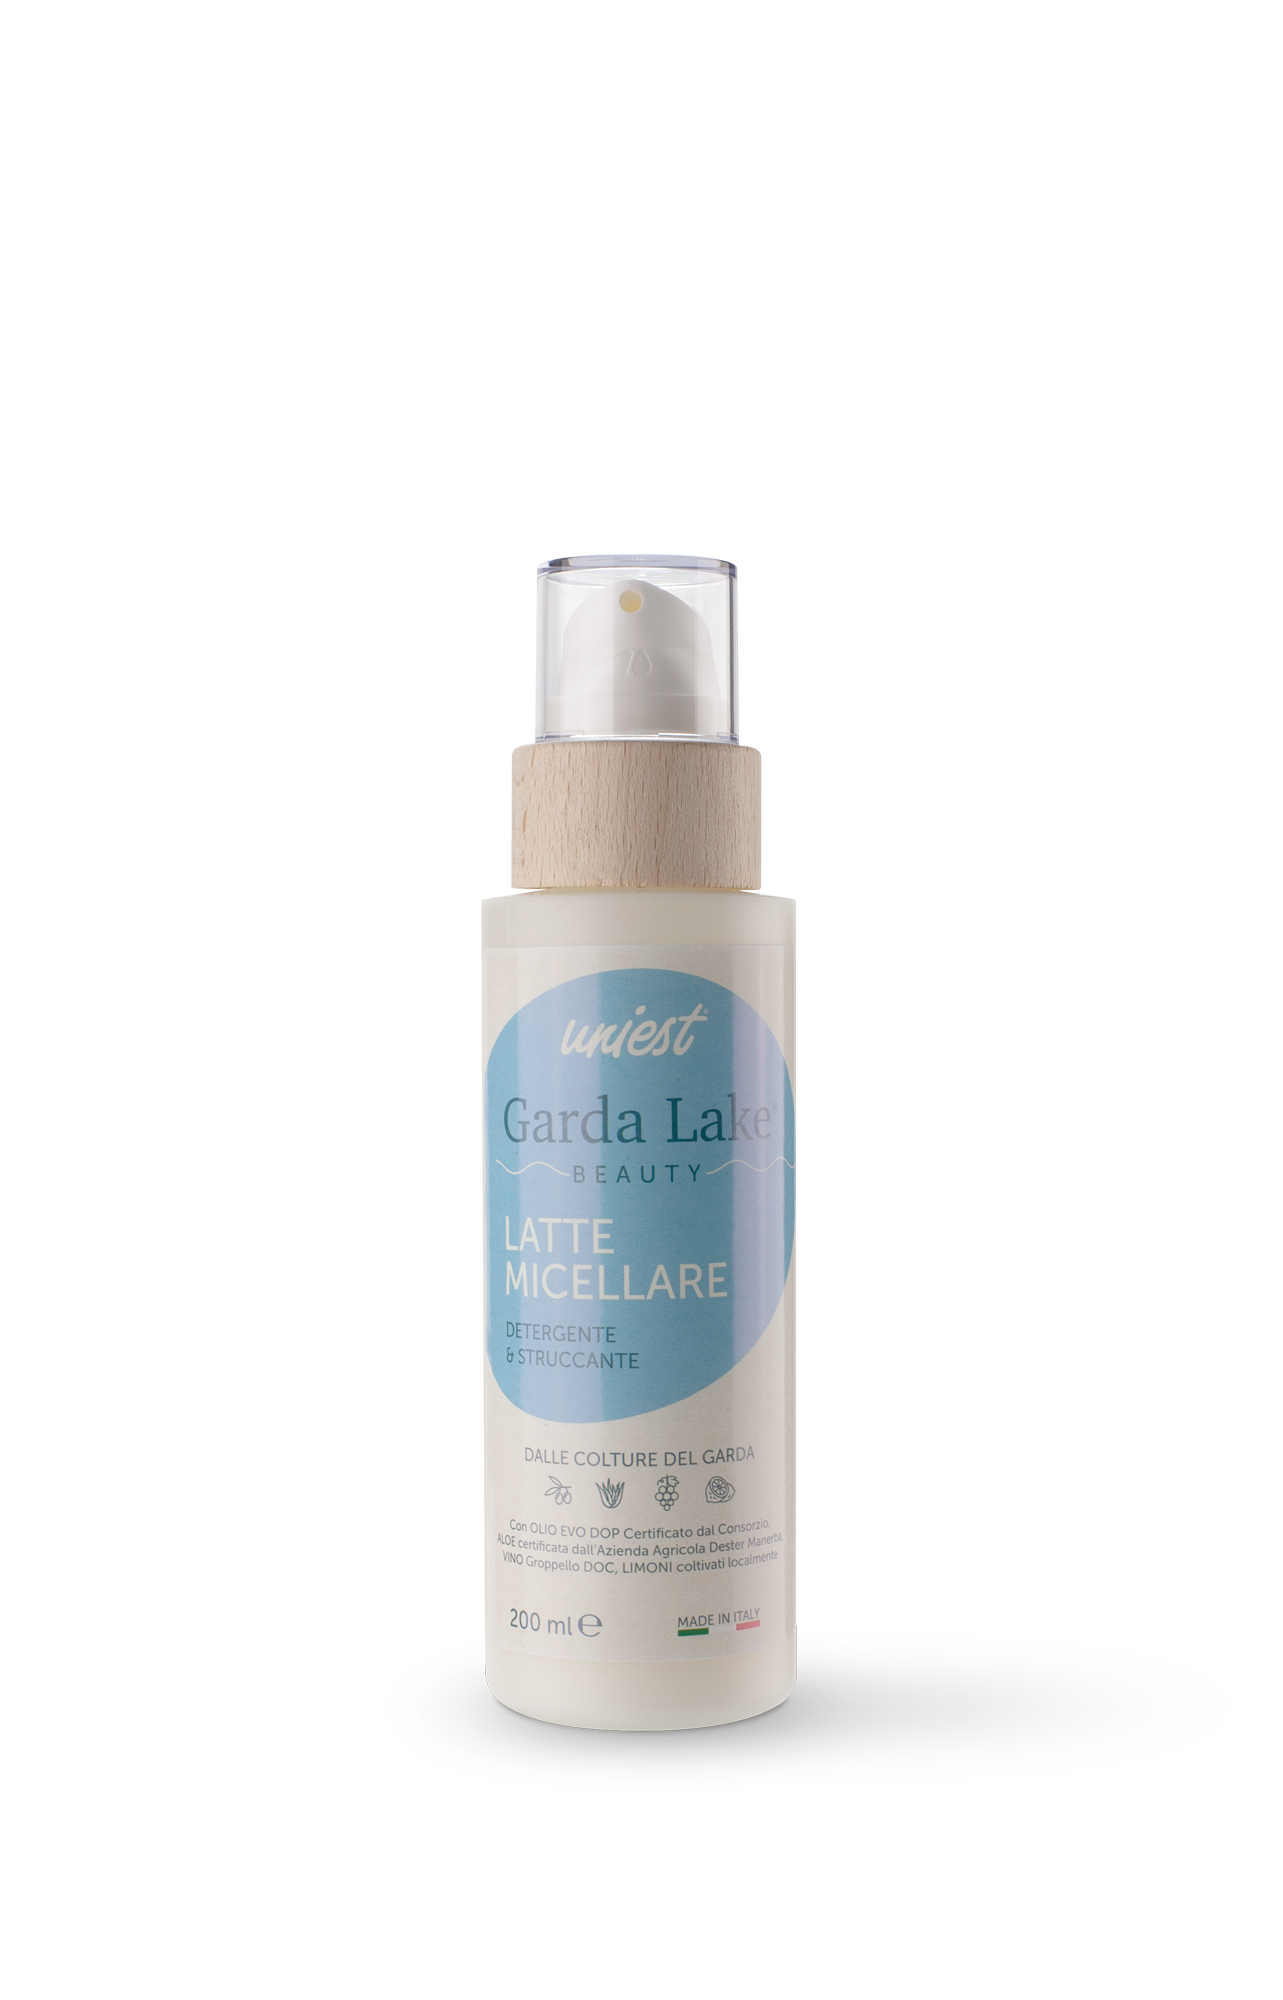 uniest®
Garda Lake®
BEAUTY
LATTE
MICELLARE
DETERGENTE
& STRUCCANTE
DALLE COLTURE DEL GARDA
Con OLIO EVO DOP Certificato dal Consorzio,
ALOE certificata dall'Azienda Agricola Dester Manerba,
VINO Groppello DOC, LIMONI coltivati localmente
200 ml ℮
MADE IN ITALY